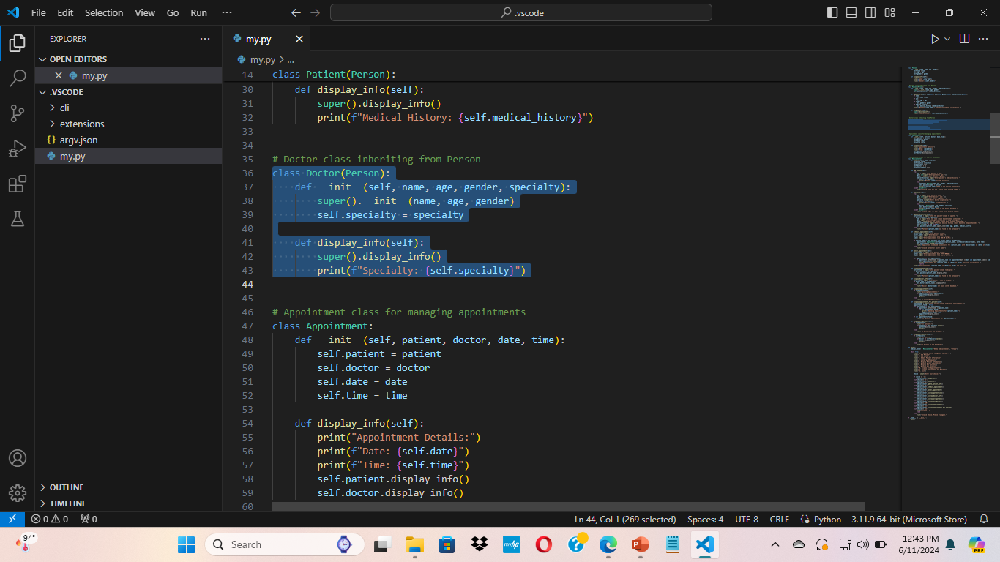 File Edit Selection View Go Run ··· .vscode
EXPLORER ···
OPEN EDITORS
my.py
.VSCODE
cli
extensions
{} argv.json
my.py
OUTLINE
TIMELINE
my.py
my.py > ...
14 class Patient(Person):
30     def display_info(self):
31         super().display_info()
32         print(f"Medical History: {self.medical_history}")
33
34
35 # Doctor class inheriting from Person
36 class Doctor(Person):
37     def __init__(self, name, age, gender, specialty):
38         super().__init__(name, age, gender)
39         self.specialty = specialty
40
41     def display_info(self):
42         super().display_info()
43         print(f"Specialty: {self.specialty}")
44
45
46 # Appointment class for managing appointments
47 class Appointment:
48     def __init__(self, patient, doctor, date, time):
49         self.patient = patient
50         self.doctor = doctor
51         self.date = date
52         self.time = time
53
54     def display_info(self):
55         print("Appointment Details:")
56         print(f"Date: {self.date}")
57         print(f"Time: {self.time}")
58         self.patient.display_info()
59         self.doctor.display_info()
60
0 0 0 Ln 44, Col 1 (269 selected) Spaces: 4 UTF-8 CRLF Python 3.11.9 64-bit (Microsoft Store)
94° Search myhp PRE 12:43 PM
6/11/2024